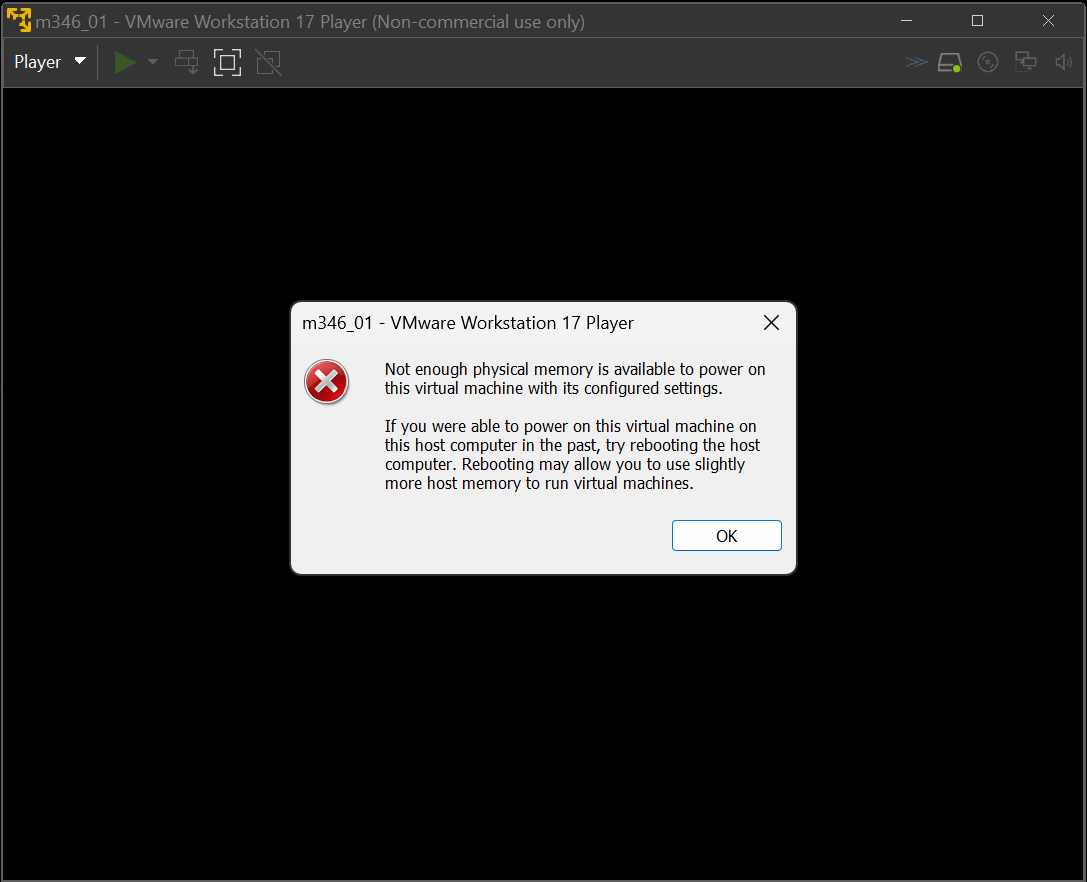 m346_01 - VMware Workstation 17 Player (Non-commercial use only)
Player
m346_01 - VMware Workstation 17 Player
Not enough physical memory is available to power on
this virtual machine with its configured settings.
If you were able to power on this virtual machine on
this host computer in the past, try rebooting the host
computer. Rebooting may allow you to use slightly
more host memory to run virtual machines.
OK